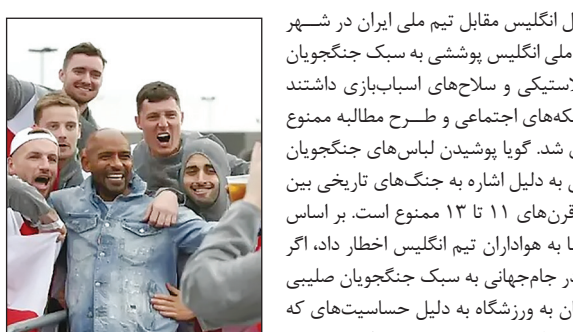 ل انگلیس مقابل تیم ملی ایران در شـــهر
ملی انگلیس پوششی به سبک جنگجویان
لاستیکی و سلاح‌های اسباب‌بازی داشتند
که‌های اجتماعی و طـــرح مطالبه ممنوع
شد. گویا پوشیدن لباس‌های جنگجویان
به دلیل اشاره به جنگ‌های تاریخی بین
قرن‌های ۱۱ تا ۱۳ ممنوع است. بر اساس
ا به هواداران تیم انگلیس اخطار داد، اگر
در جام‌جهانی به سبک جنگجویان صلیبی
ان به ورزشگاه به دلیل حساسیت‌های که